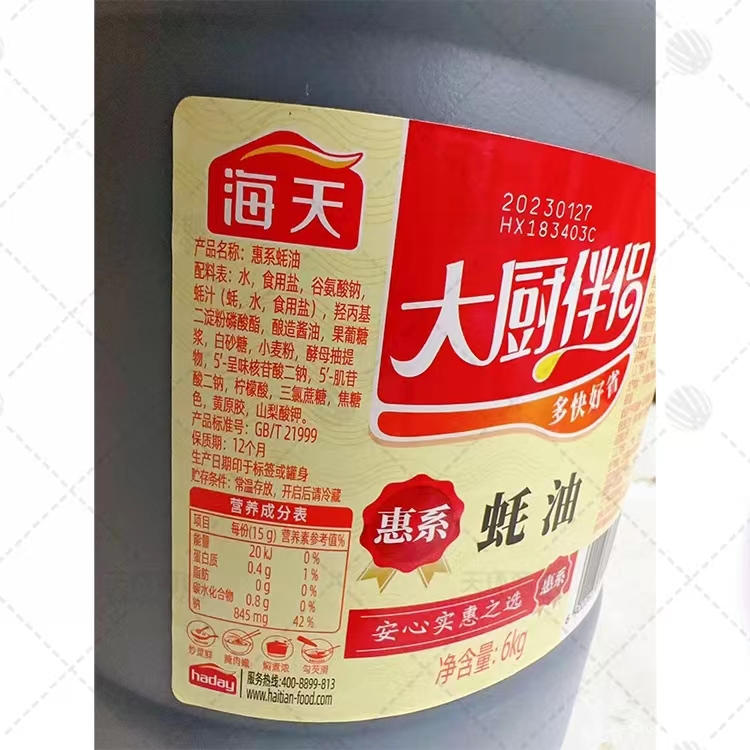 海天
产品名称：惠系蚝油
配料表：水，食用盐，谷氨酸钠，
蚝汁（蚝，水，食用盐），羟丙基
二淀粉磷酸酯，酿造酱油，果葡糖
浆，白砂糖，小麦粉，酵母抽提
物，5'-呈味核苷酸二钠，5'-肌苷
酸二钠，柠檬酸，三氯蔗糖，焦糖
色，黄原胶，山梨酸钾。
产品标准号：GB/T 21999
保质期：12个月
生产日期印于标签或罐身
贮存条件：常温存放，开启后请冷藏
营养成分表
项目 每份(15 g) 营养素参考值%
能量 20 kJ 0%
蛋白质 0.4 g 1%
脂肪 0 g 0%
碳水化合物 0.8 g 0%
钠 845 mg 42%
炒菜鲜 腌肉嫩 焖煮浓 勾芡滑
haday
服务热线:400-8899-813
www.haitian-food.com
20230127
HX183403C
大厨伴侣
多快好省
惠系
蚝油
安心实惠之选
惠系
净含量: 6kg